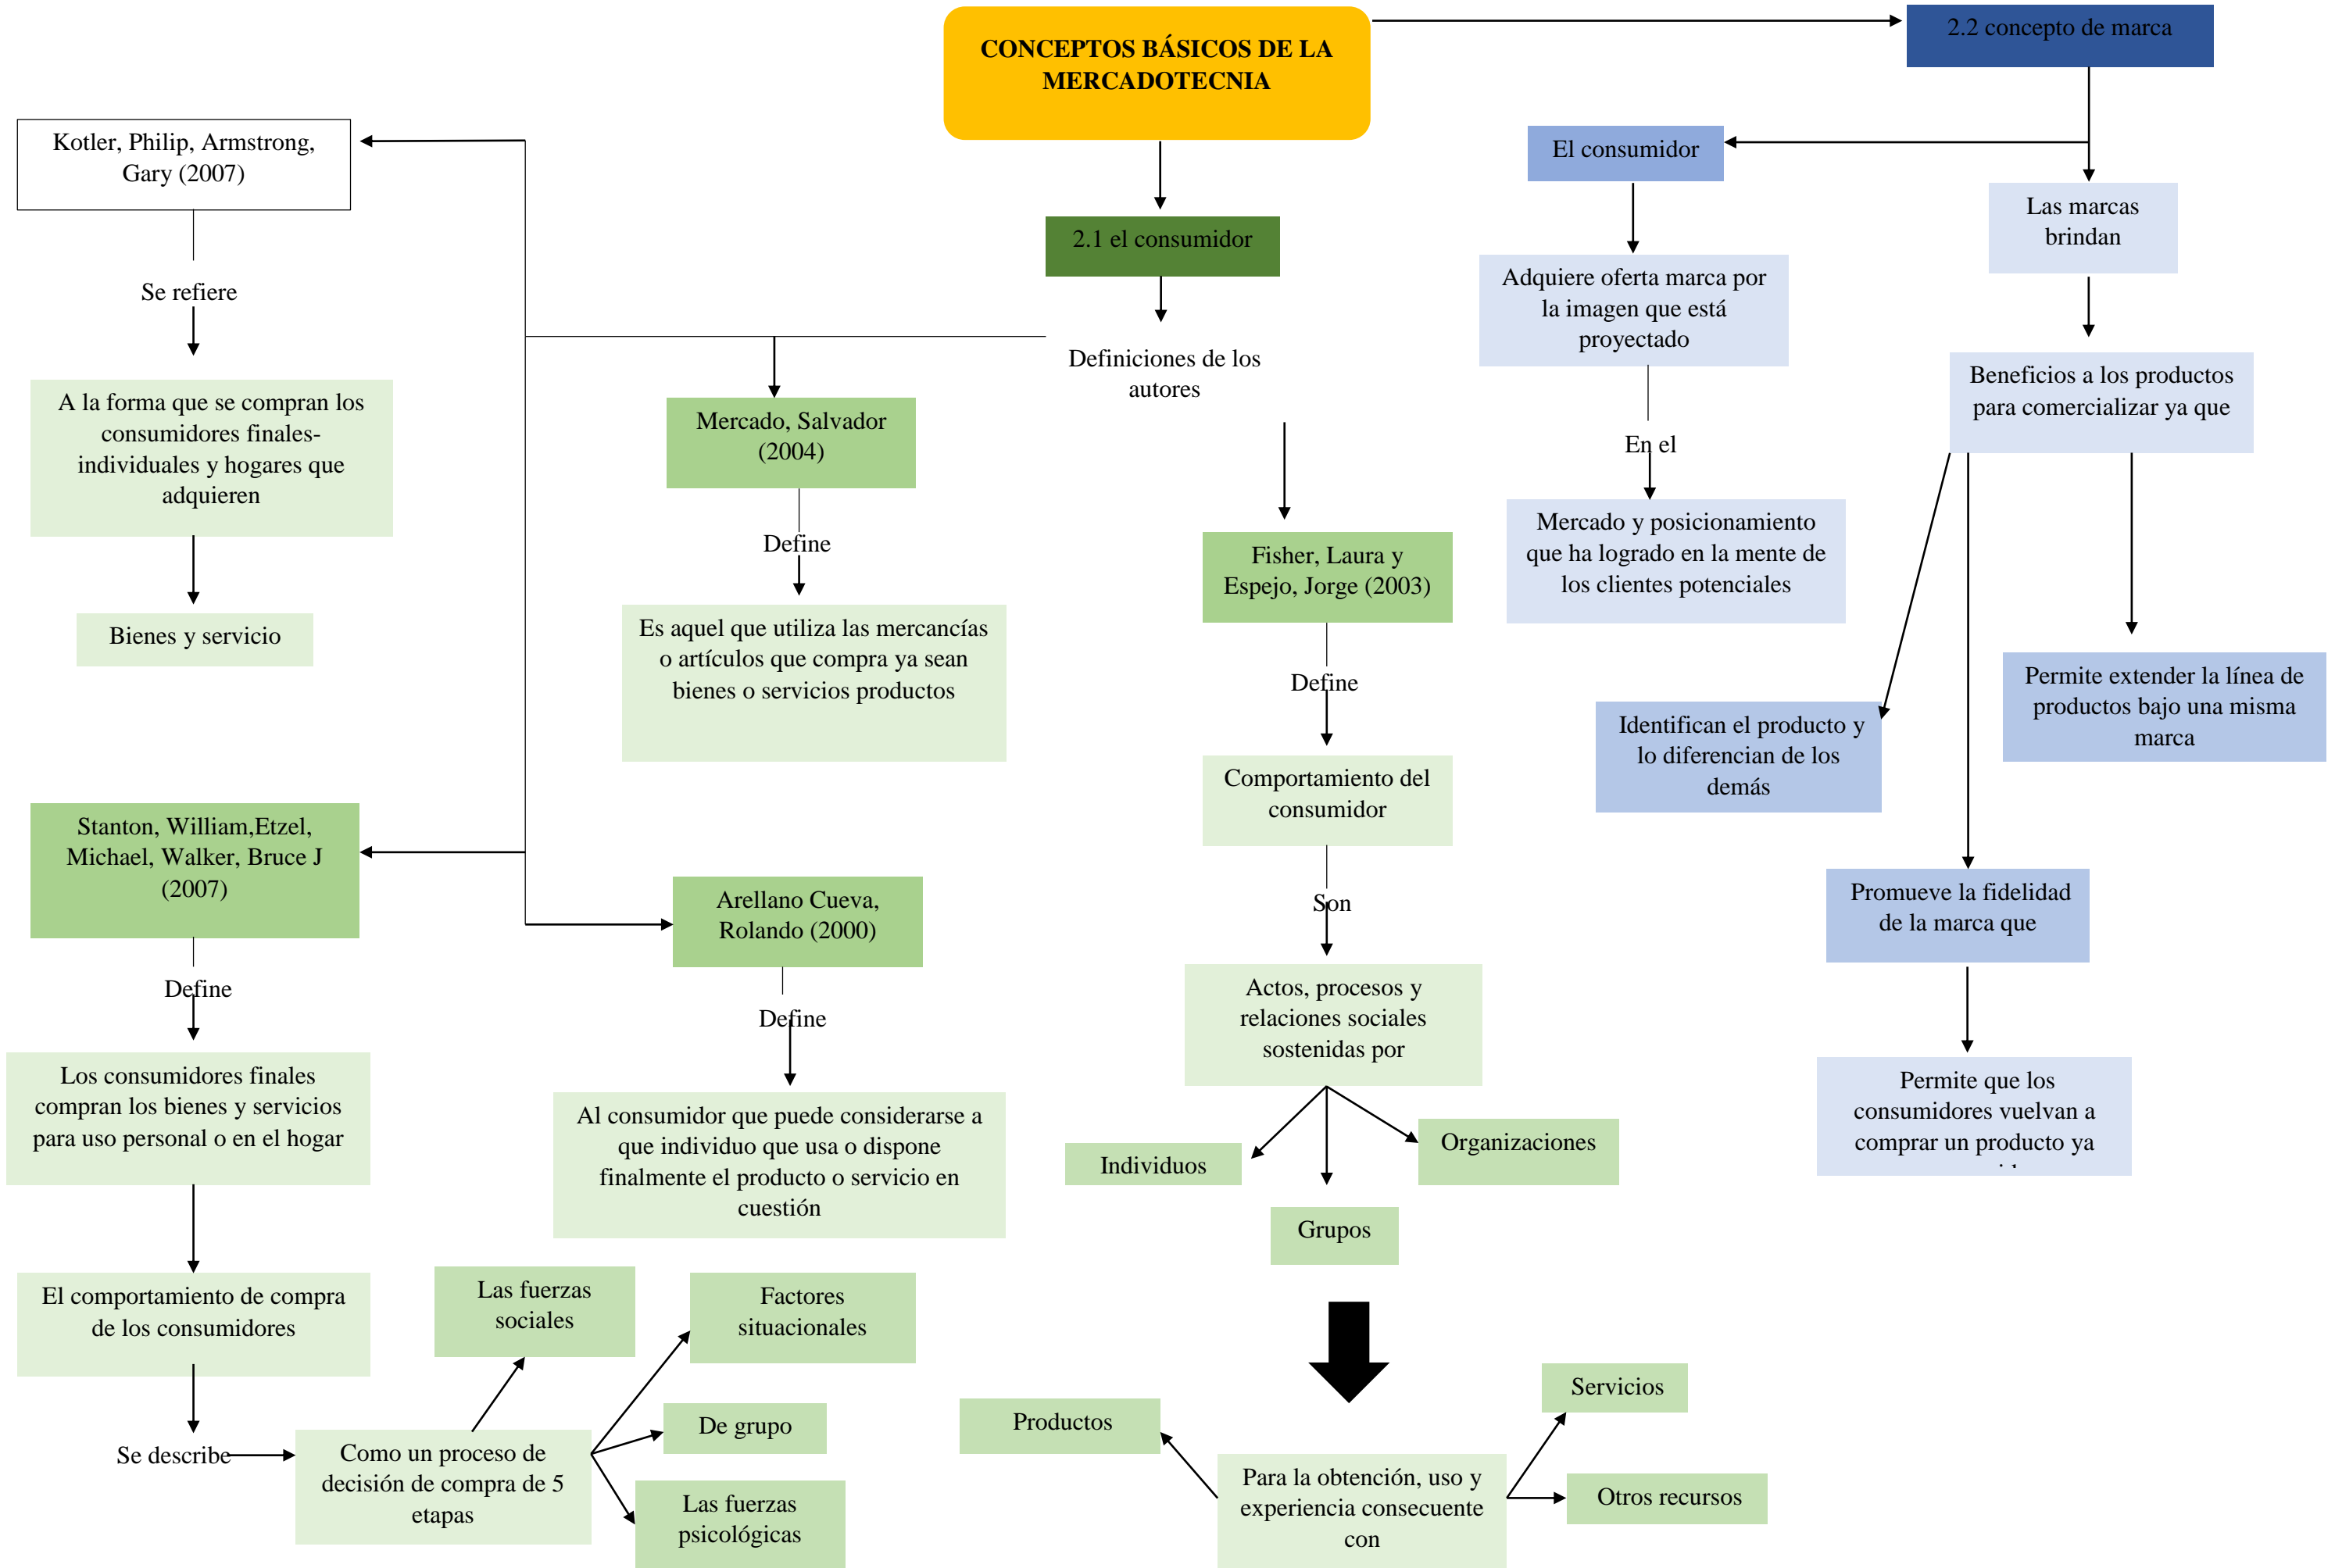 CONCEPTOS BÁSICOS DE LA
MERCADOTECNIA
2.2 concepto de marca
Kotler, Philip, Armstrong,
Gary (2007)
Se refiere
A la forma que se compran los
consumidores finales-
individuales y hogares que
adquieren
Bienes y servicio
2.1 el consumidor
Definiciones de los
autores
Mercado, Salvador
(2004)
Define
Es aquel que utiliza las mercancías
o artículos que compra ya sean
bienes o servicios productos
Stanton, William,Etzel,
Michael, Walker, Bruce J
(2007)
Define
Los consumidores finales
compran los bienes y servicios
para uso personal o en el hogar
El comportamiento de compra
de los consumidores
Se describe
Como un proceso de
decisión de compra de 5
etapas
Las fuerzas
sociales
Factores
situacionales
De grupo
Las fuerzas
psicológicas
Arellano Cueva,
Rolando (2000)
Define
Al consumidor que puede considerarse a
que individuo que usa o dispone
finalmente el producto o servicio en
cuestión
Fisher, Laura y
Espejo, Jorge (2003)
Define
Comportamiento del
consumidor
Son
Actos, procesos y
relaciones sociales
sostenidas por
Individuos
Grupos
Organizaciones
Para la obtención, uso y
experiencia consecuente
con
Productos
Servicios
Otros recursos
El consumidor
Adquiere oferta marca por
la imagen que está
proyectado
En el
Mercado y posicionamiento
que ha logrado en la mente de
los clientes potenciales
Las marcas
brindan
Beneficios a los productos
para comercializar ya que
Identifican el producto y
lo diferencian de los
demás
Promueve la fidelidad
de la marca que
Permite que los
consumidores vuelvan a
comprar un producto ya
Permite extender la línea de
productos bajo una misma
marca